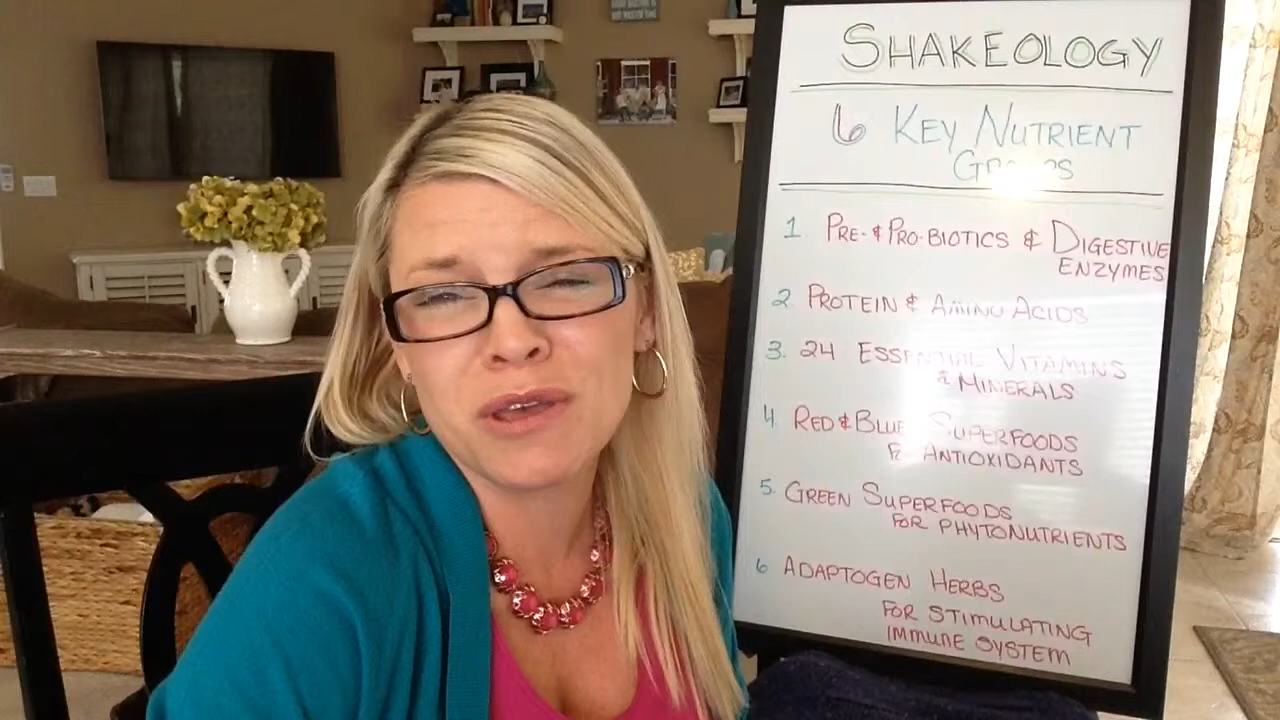 SHAKEOLOGY
6 KEY NUTRIENT
1. PRE- & PRO-BIOTICS & DIGESTIVE
ENZYMES
2. PROTEIN & AMINO ACIDS
3. 24 ESSENTIAL VITAMINS
& MINERALS
4. RED & BLUE SUPERFOODS
ANTIOXIDANTS
5. GREEN SUPERFOODS
FOR PHYTONUTRIENTS
6 ADAPTOGEN HERBS
FOR STIMULATING
IMMUNE SYSTEM